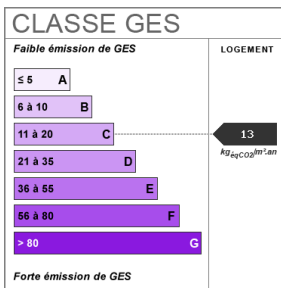 CLASSE GES
Faible émission de GES
LOGEMENT
≤ 5 A
6 à 10 B
11 à 20 C
13
kgéqCO2/m².an
21 à 35 D
36 à 55 E
56 à 80 F
> 80 G
Forte émission de GES